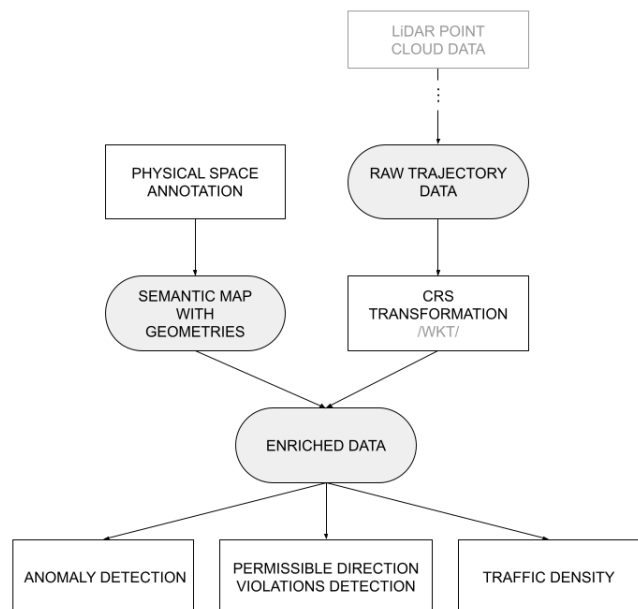 LiDAR POINT
CLOUD DATA
PHYSICAL SPACE
ANNOTATION
RAW TRAJECTORY
DATA
SEMANTIC MAP
WITH
GEOMETRIES
CRS
TRANSFORMATION
/WKT/
ENRICHED DATA
ANOMALY DETECTION
PERMISSIBLE DIRECTION
VIOLATIONS DETECTION
TRAFFIC DENSITY